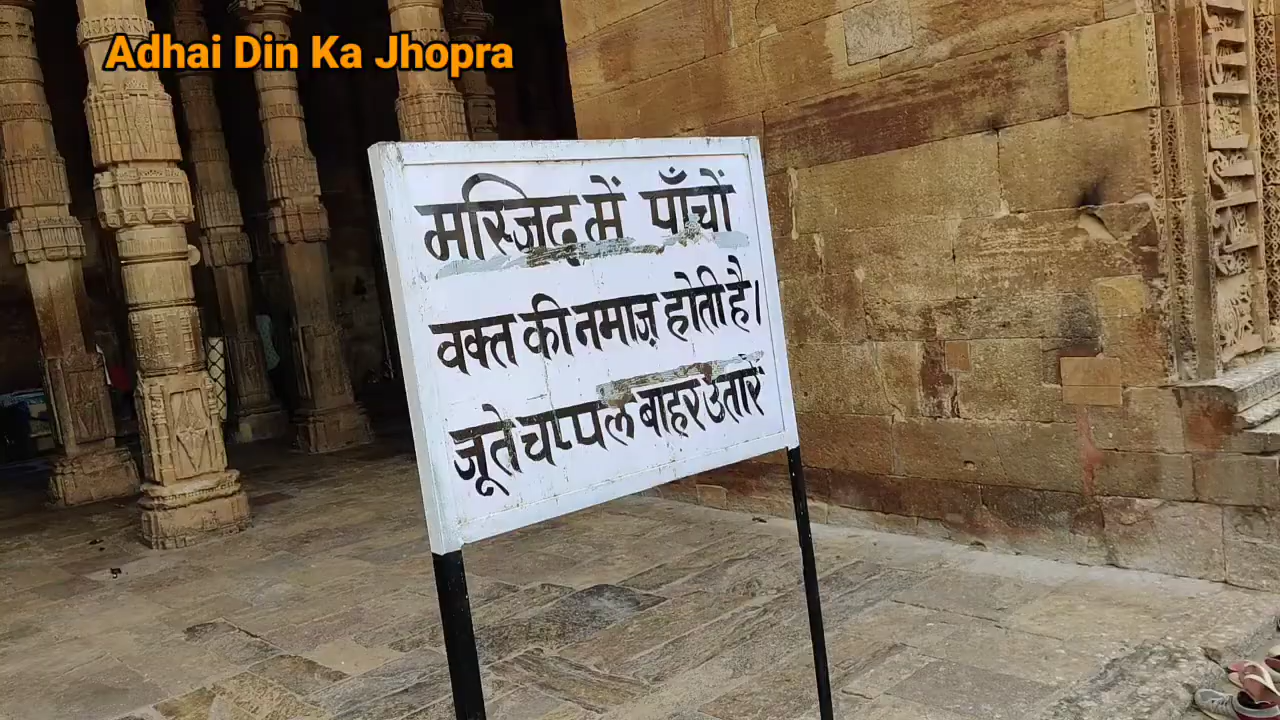 Adhai Din Ka Jhopra
मस्जिद में पाँचों
वक्त की नमाज़ होती है।
जूते चप्पल बाहर उतारें